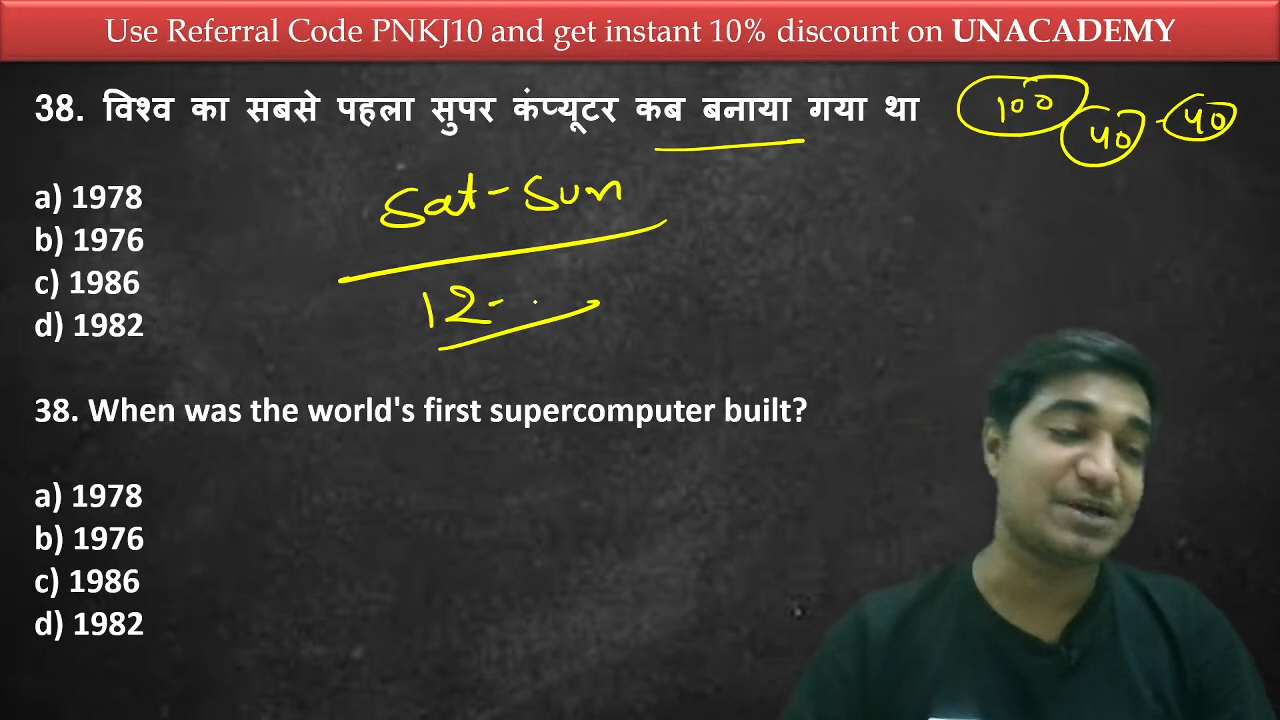 Use Referral Code PNKJ10 and get instant 10% discount on UNACADEMY
38. विश्व का सबसे पहला सुपर कंप्यूटर कब बनाया गया था
100
40 - 40
a) 1978
b) 1976
c) 1986
d) 1982
Sat-Sun
12-
38. When was the world's first supercomputer built?
a) 1978
b) 1976
c) 1986
d) 1982